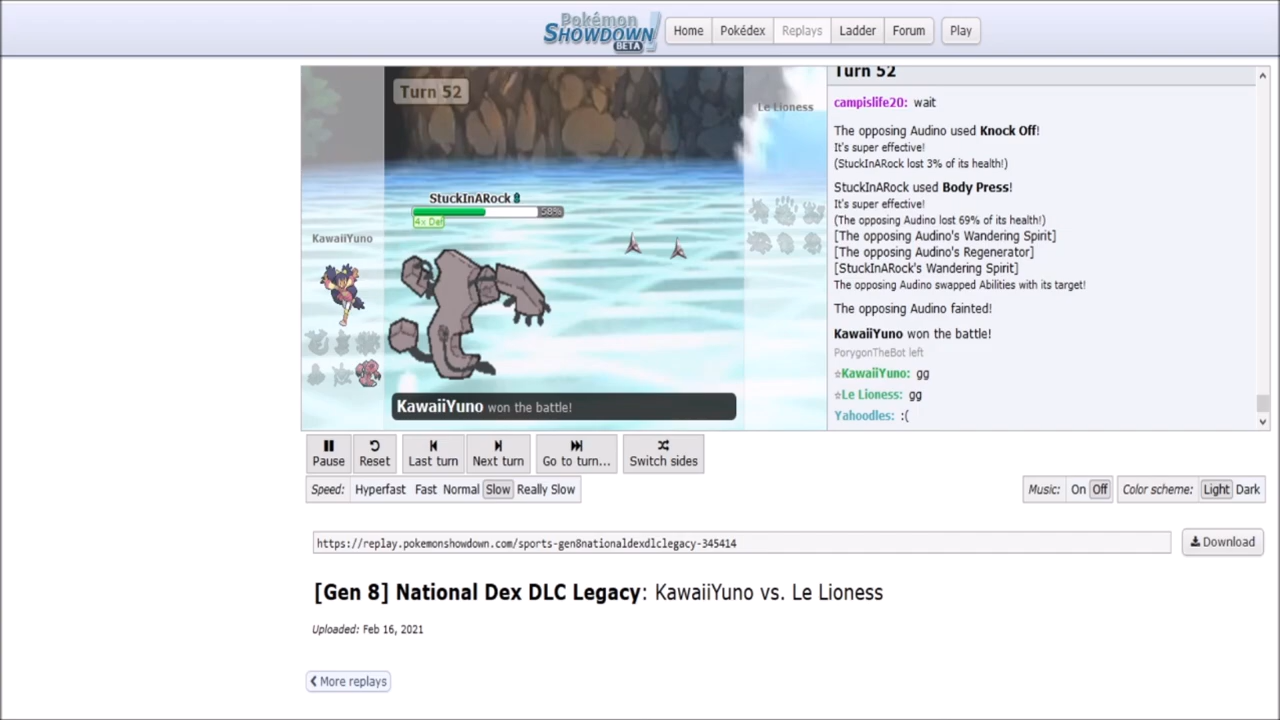 Pokémon
SHOWDOWN!
BETA
Home
Pokédex
Replays
Ladder
Forum
Play
Turn 52
Le Lioness
StuckInARock
58%
4x Def
KawaiiYuno
KawaiiYuno won the battle!
Turn 52
campislife20: wait
The opposing Audino used Knock Off!
It's super effective!
(StuckInARock lost 3% of its health!)
StuckInARock used Body Press!
It's super effective!
(The opposing Audino lost 69% of its health!)
[The opposing Audino's Wandering Spirit]
[The opposing Audino's Regenerator]
[StuckInARock's Wandering Spirit]
The opposing Audino swapped Abilities with its target!
The opposing Audino fainted!
KawaiiYuno won the battle!
PorygonTheBot left
☆KawaiiYuno: gg
☆Le Lioness: gg
Yahoodles: :(
Pause
Reset
Last turn
Next turn
Go to turn...
Switch sides
Speed: Hyperfast Fast Normal Slow Really Slow
Music: On Off
Color scheme: Light Dark
https://replay.pokemonshowdown.com/sports-gen8nationaldexdlclegacy-345414
Download
[Gen 8] National Dex DLC Legacy: KawaiiYuno vs. Le Lioness
Uploaded: Feb 16, 2021
More replays